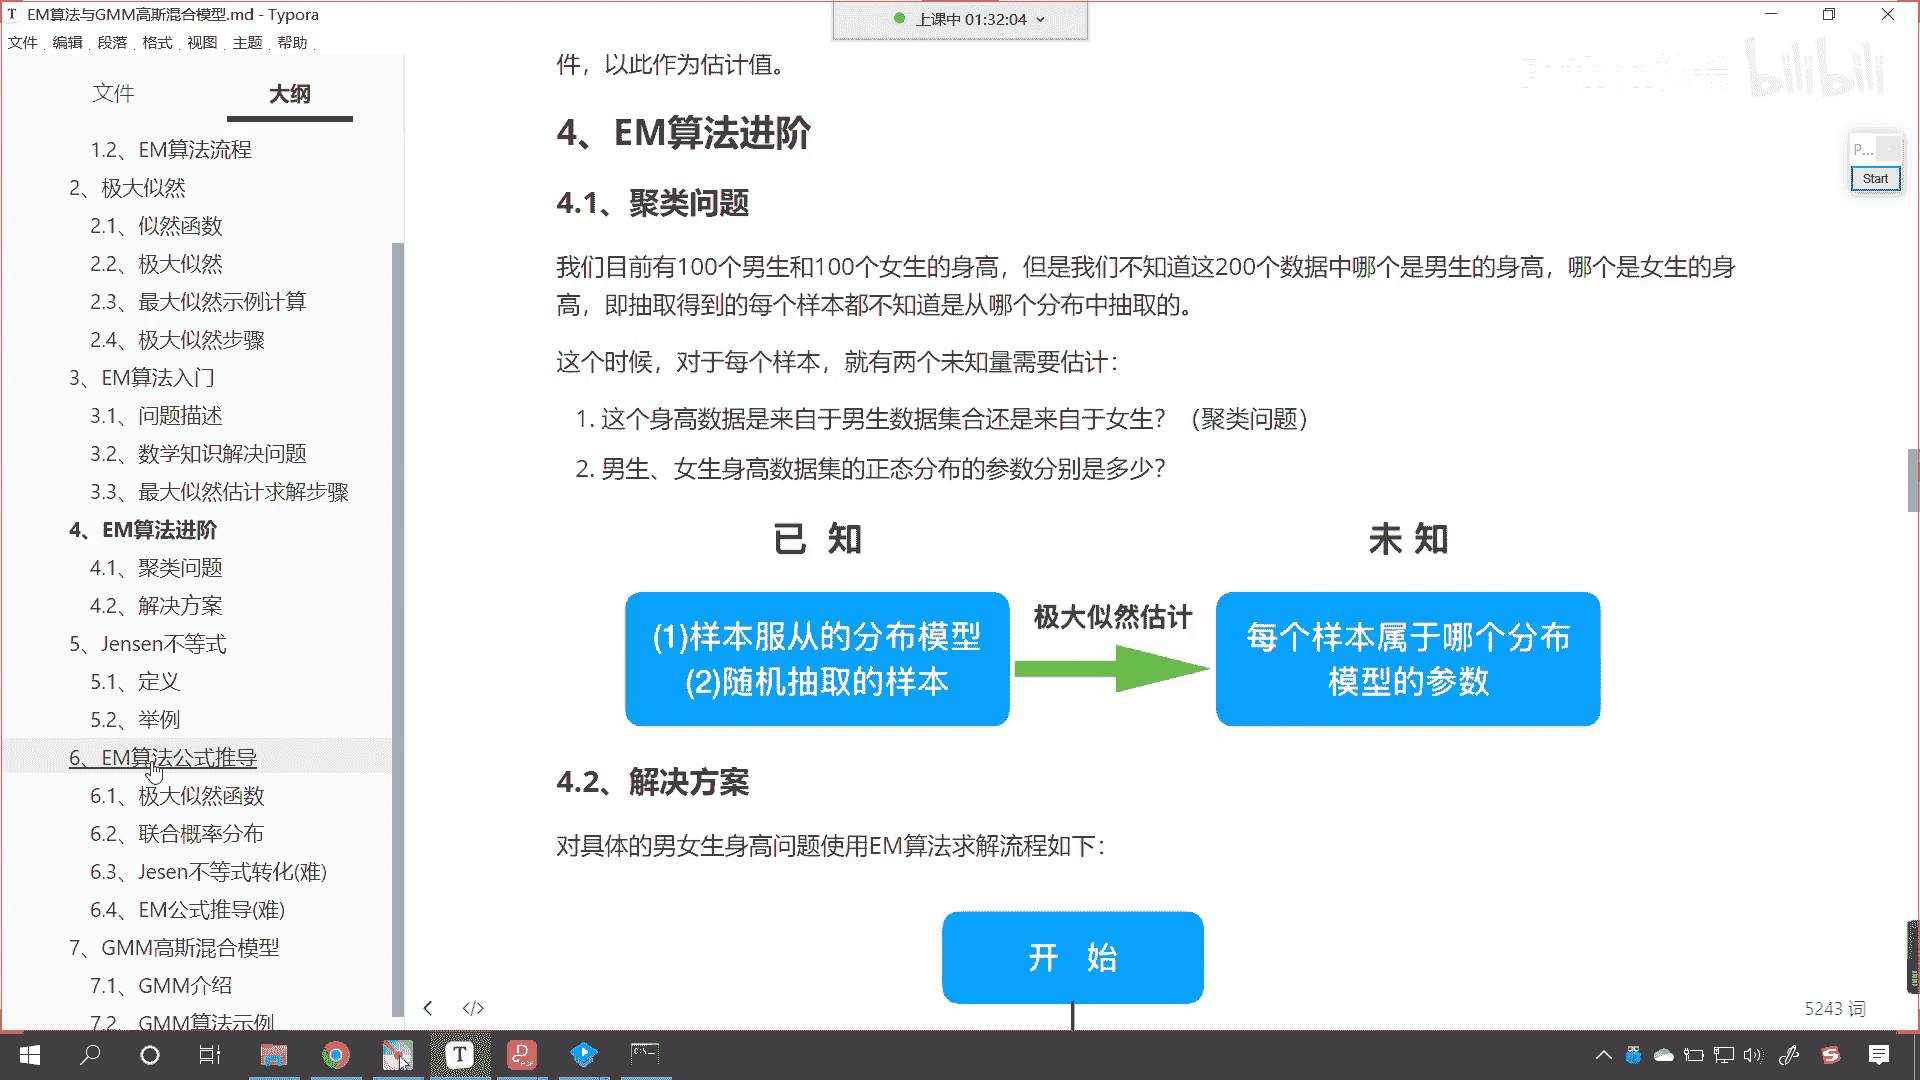 EM算法与GMM高斯混合模型.md - Typora
上课中 01:32:04
文件 编辑 段落 格式 视图 主题 帮助
bilibili
P...
Start
文件 大纲
1.2、EM算法流程
2、极大似然
2.1、似然函数
2.2、极大似然
2.3、最大似然示例计算
2.4、极大似然步骤
3、EM算法入门
3.1、问题描述
3.2、数学知识解决问题
3.3、最大似然估计求解步骤
4、EM算法进阶
4.1、聚类问题
4.2、解决方案
5、Jensen不等式
5.1、定义
5.2、举例
6、EM算法公式推导
6.1、极大似然函数
6.2、联合概率分布
6.3、Jesen不等式转化(难)
6.4、EM公式推导(难)
7、GMM高斯混合模型
7.1、GMM介绍
7.2、GMM算法示例
件，以此作为估计值。
4、EM算法进阶
4.1、聚类问题
我们目前有100个男生和100个女生的身高，但是我们不知道这200个数据中哪个是男生的身高，哪个是女生的身
高，即抽取得到的每个样本都不知道是从哪个分布中抽取的。
这个时候，对于每个样本，就有两个未知量需要估计：
1. 这个身高数据是来自于男生数据集合还是来自于女生？（聚类问题）
2. 男生、女生身高数据集的正态分布的参数分别是多少？
已 知
未 知
(1)样本服从的分布模型
(2)随机抽取的样本
极大似然估计
每个样本属于哪个分布
模型的参数
4.2、解决方案
对具体的男女生身高问题使用EM算法求解流程如下：
开 始
5243 词